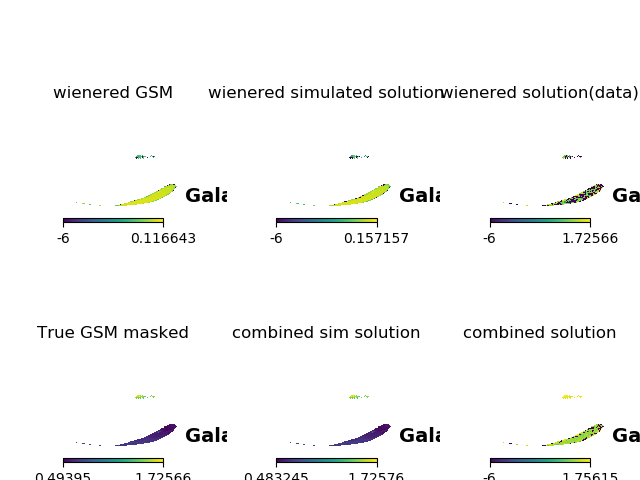 wienered GSM
wienered simulated solution
wienered solution(data)
Gala
Gala
Ga
-6 0.116643
-6 0.157157
-6 1.72566
True GSM masked
combined sim solution
combined solution
Gala
Gala
Ga
0.49395 1.72566
0.483245 1.72576
-6 1.75615